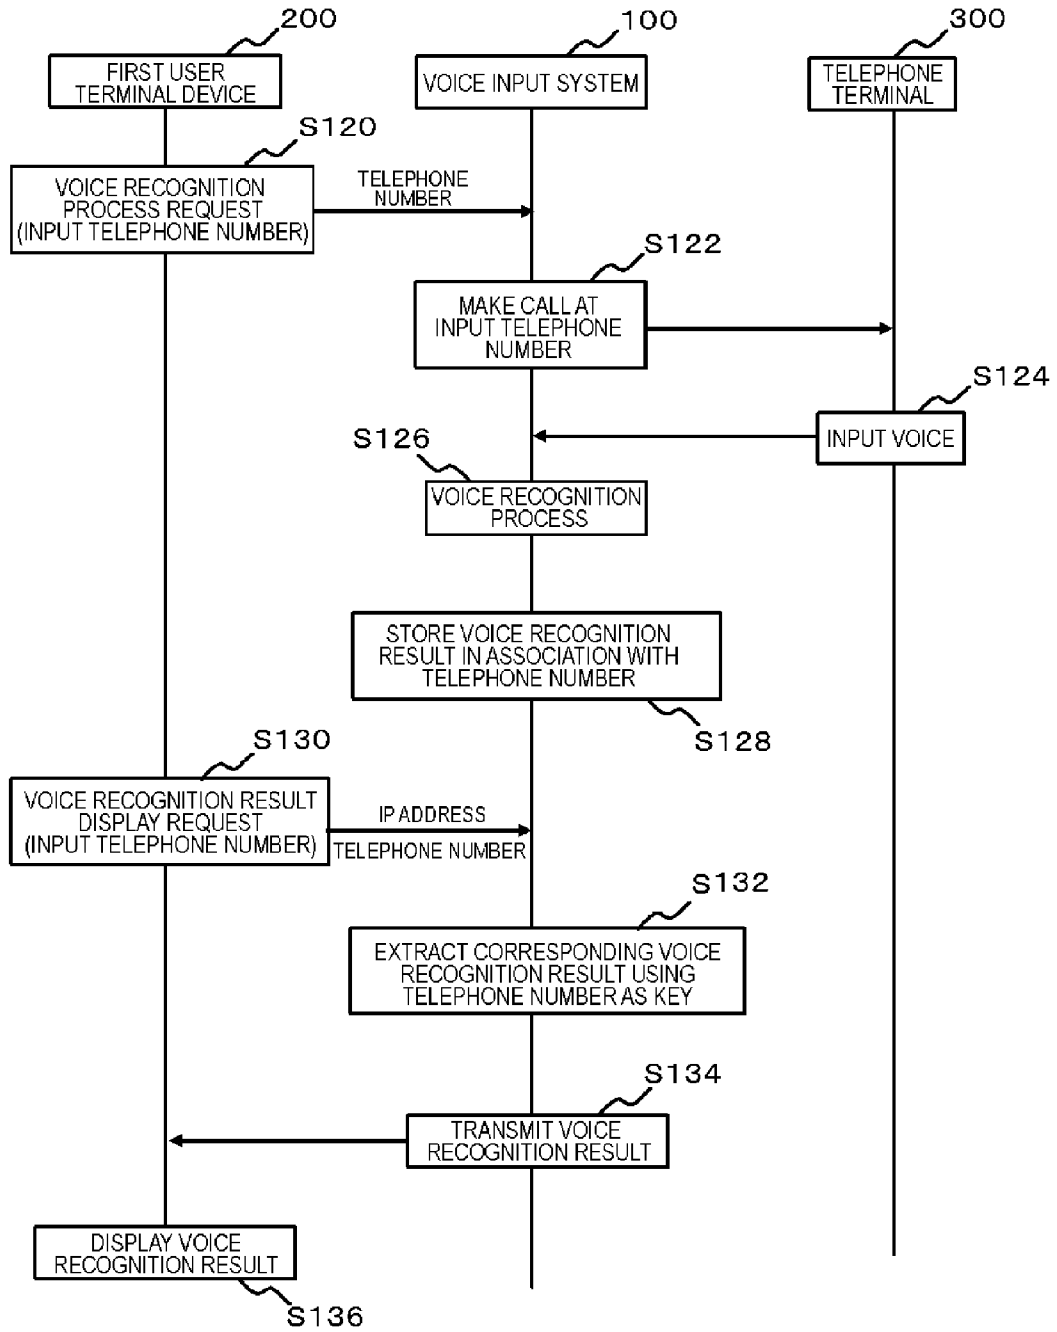 200
100
300
FIRST USER
TERMINAL DEVICE
VOICE INPUT SYSTEM
TELEPHONE
TERMINAL
S120
VOICE RECOGNITION
PROCESS REQUEST
(INPUT TELEPHONE NUMBER)
TELEPHONE
NUMBER
S122
MAKE CALL AT
INPUT TELEPHONE
NUMBER
S124
INPUT VOICE
S126
VOICE RECOGNITION
PROCESS
STORE VOICE RECOGNITION
RESULT IN ASSOCIATION WITH
TELEPHONE NUMBER
S128
S130
VOICE RECOGNITION RESULT
DISPLAY REQUEST
(INPUT TELEPHONE NUMBER)
IP ADDRESS
TELEPHONE NUMBER
S132
EXTRACT CORRESPONDING VOICE
RECOGNITION RESULT USING
TELEPHONE NUMBER AS KEY
S134
TRANSMIT VOICE
RECOGNITION RESULT
DISPLAY VOICE
RECOGNITION RESULT
S136